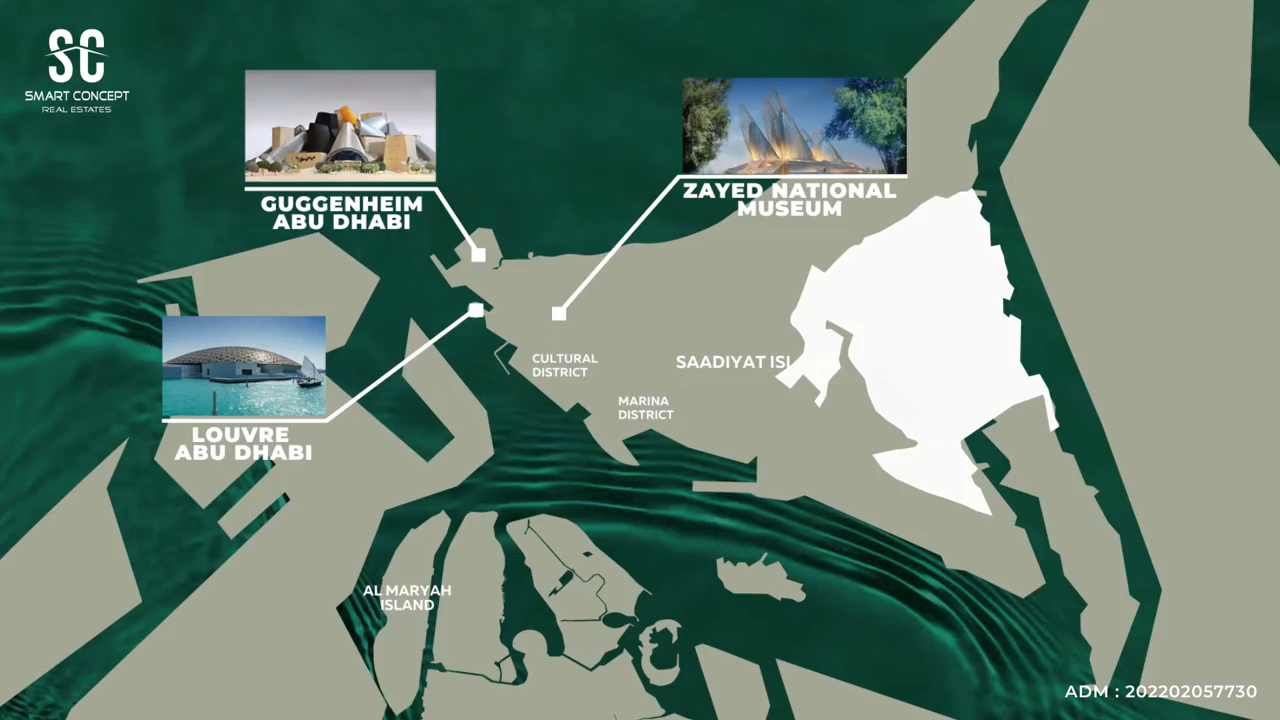 SC
SMART CONCEPT
REAL ESTATES
GUGGENHEIM
ABU DHABI
ZAYED NATIONAL
MUSEUM
LOUVRE
ABU DHABI
CULTURAL
DISTRICT
SAADIYAT ISL
MARINA
DISTRICT
AL MARYAH
ISLAND
ADM : 202202057730